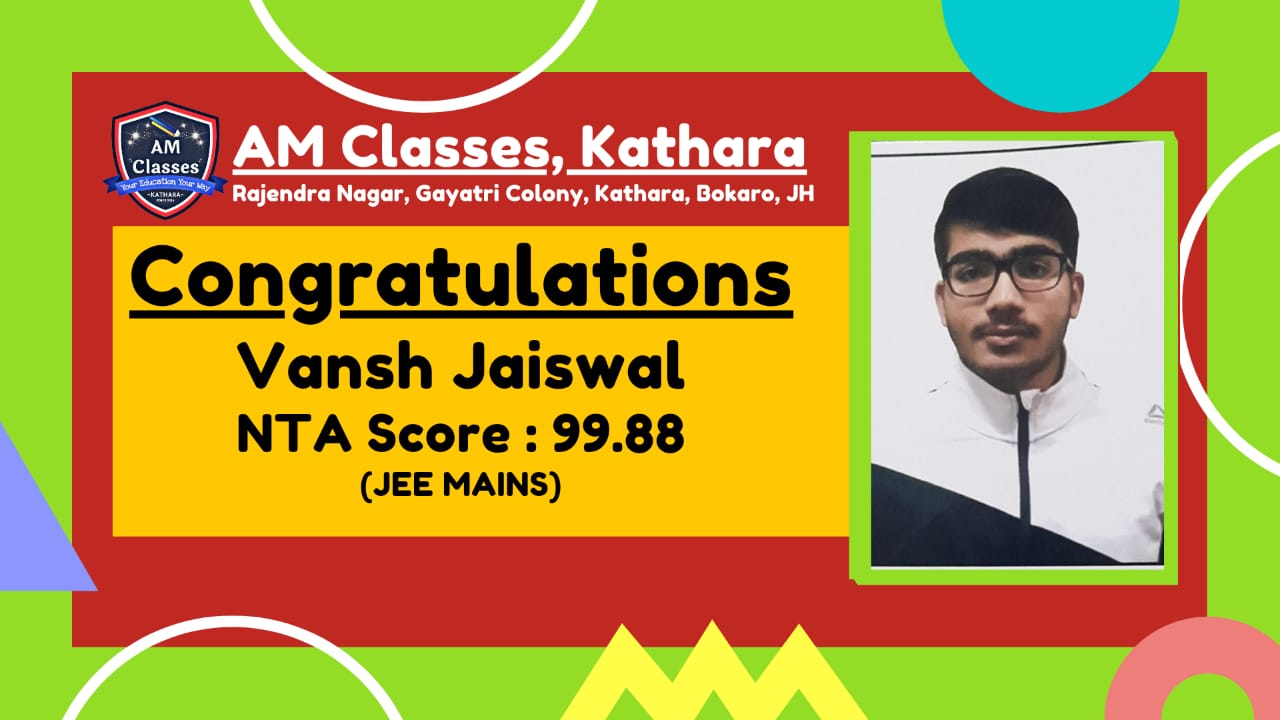 AM
Classes
Your Education Your Way
-KATHARA-
AM Classes, Kathara
Rajendra Nagar, Gayatri Colony, Kathara, Bokaro, JH
Congratulations
Vansh Jaiswal
NTA Score : 99.88
(JEE MAINS)